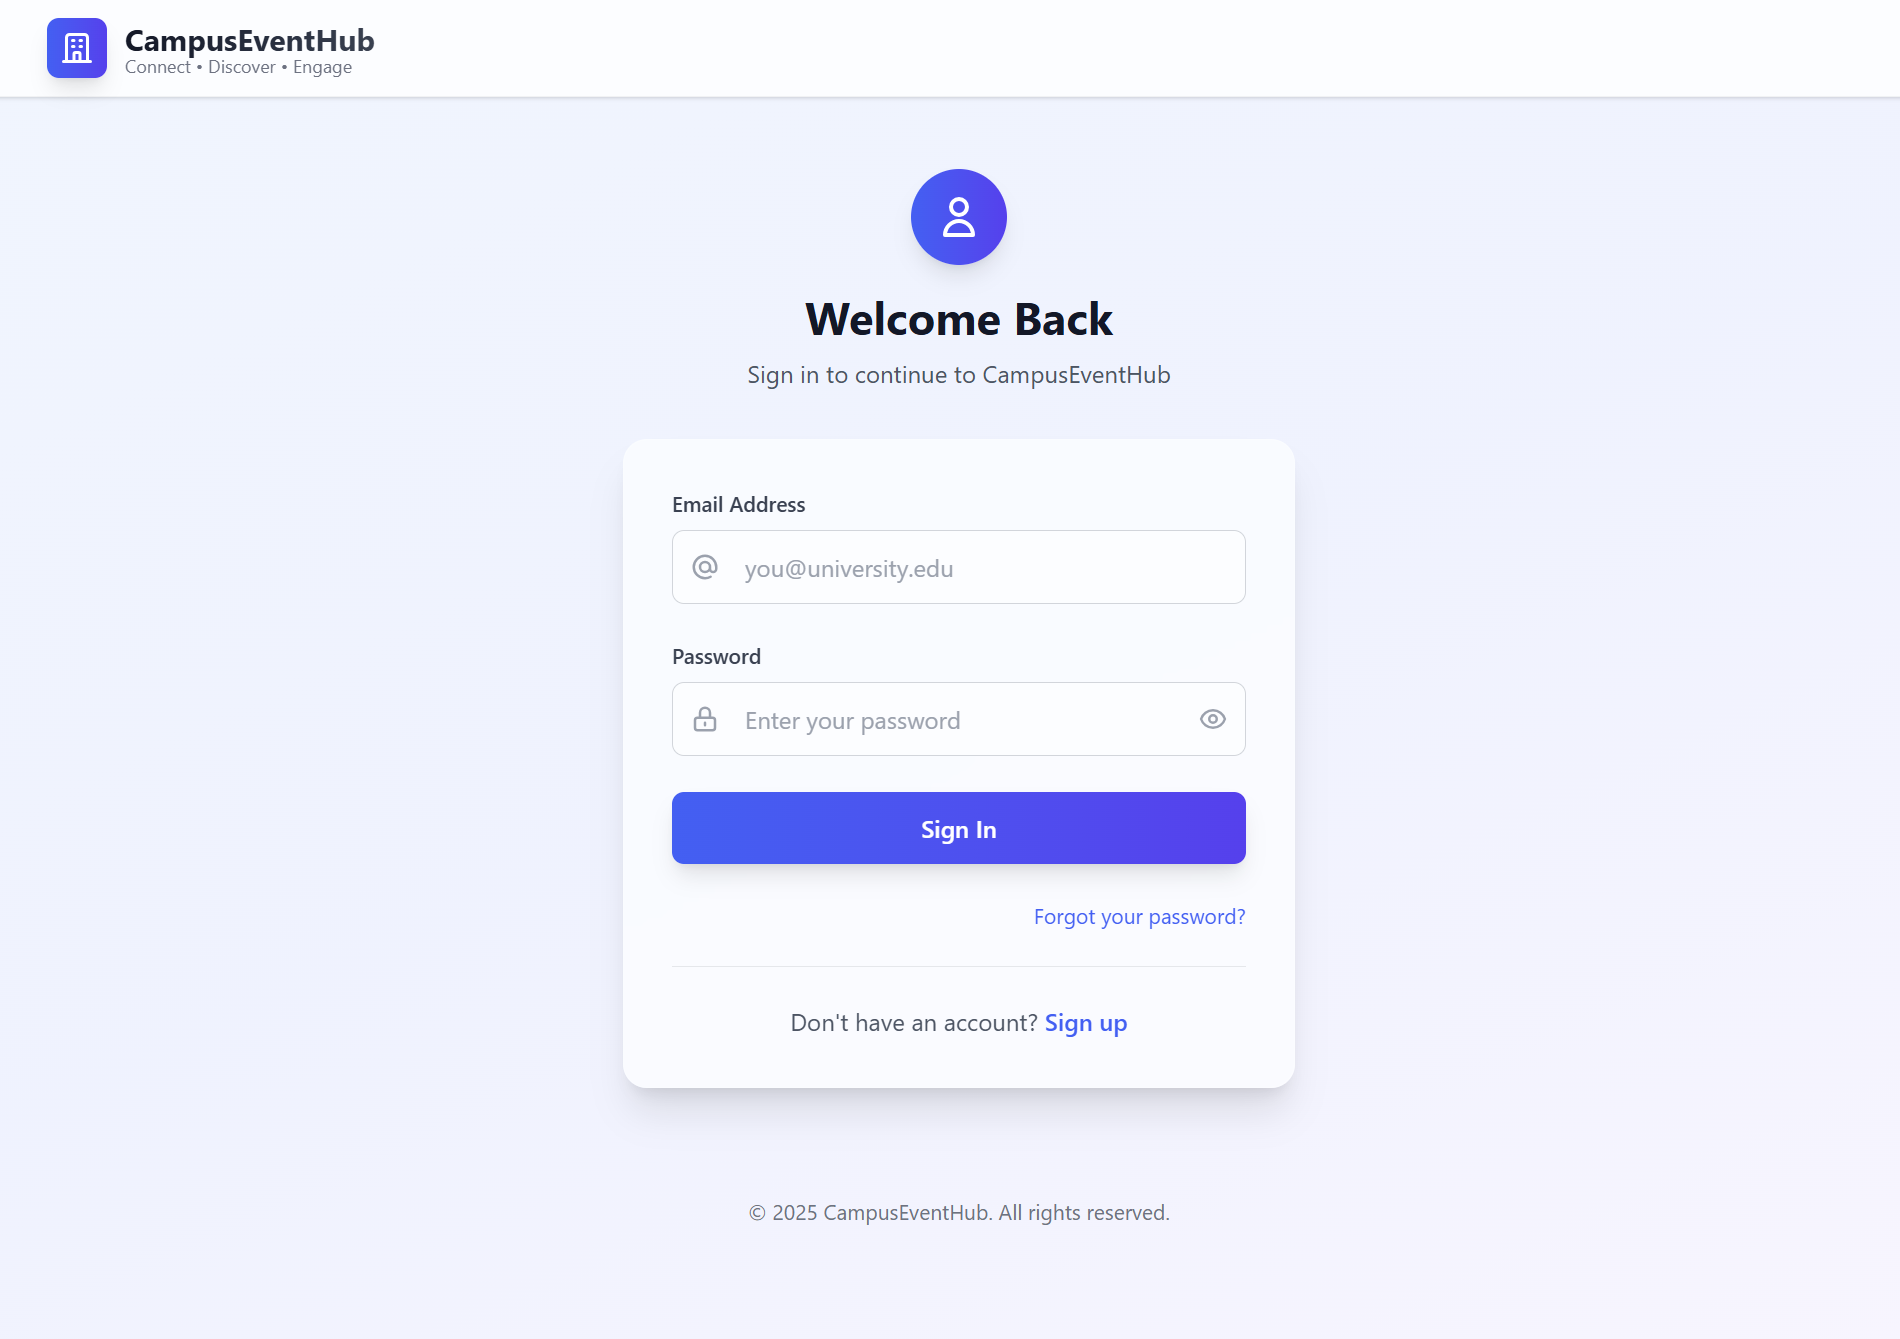 CampusEventHub
Connect • Discover • Engage
Welcome Back
Sign in to continue to CampusEventHub
Email Address
you@university.edu
Password
Enter your password
Sign In
Forgot your password?
Don't have an account? Sign up
© 2025 CampusEventHub. All rights reserved.